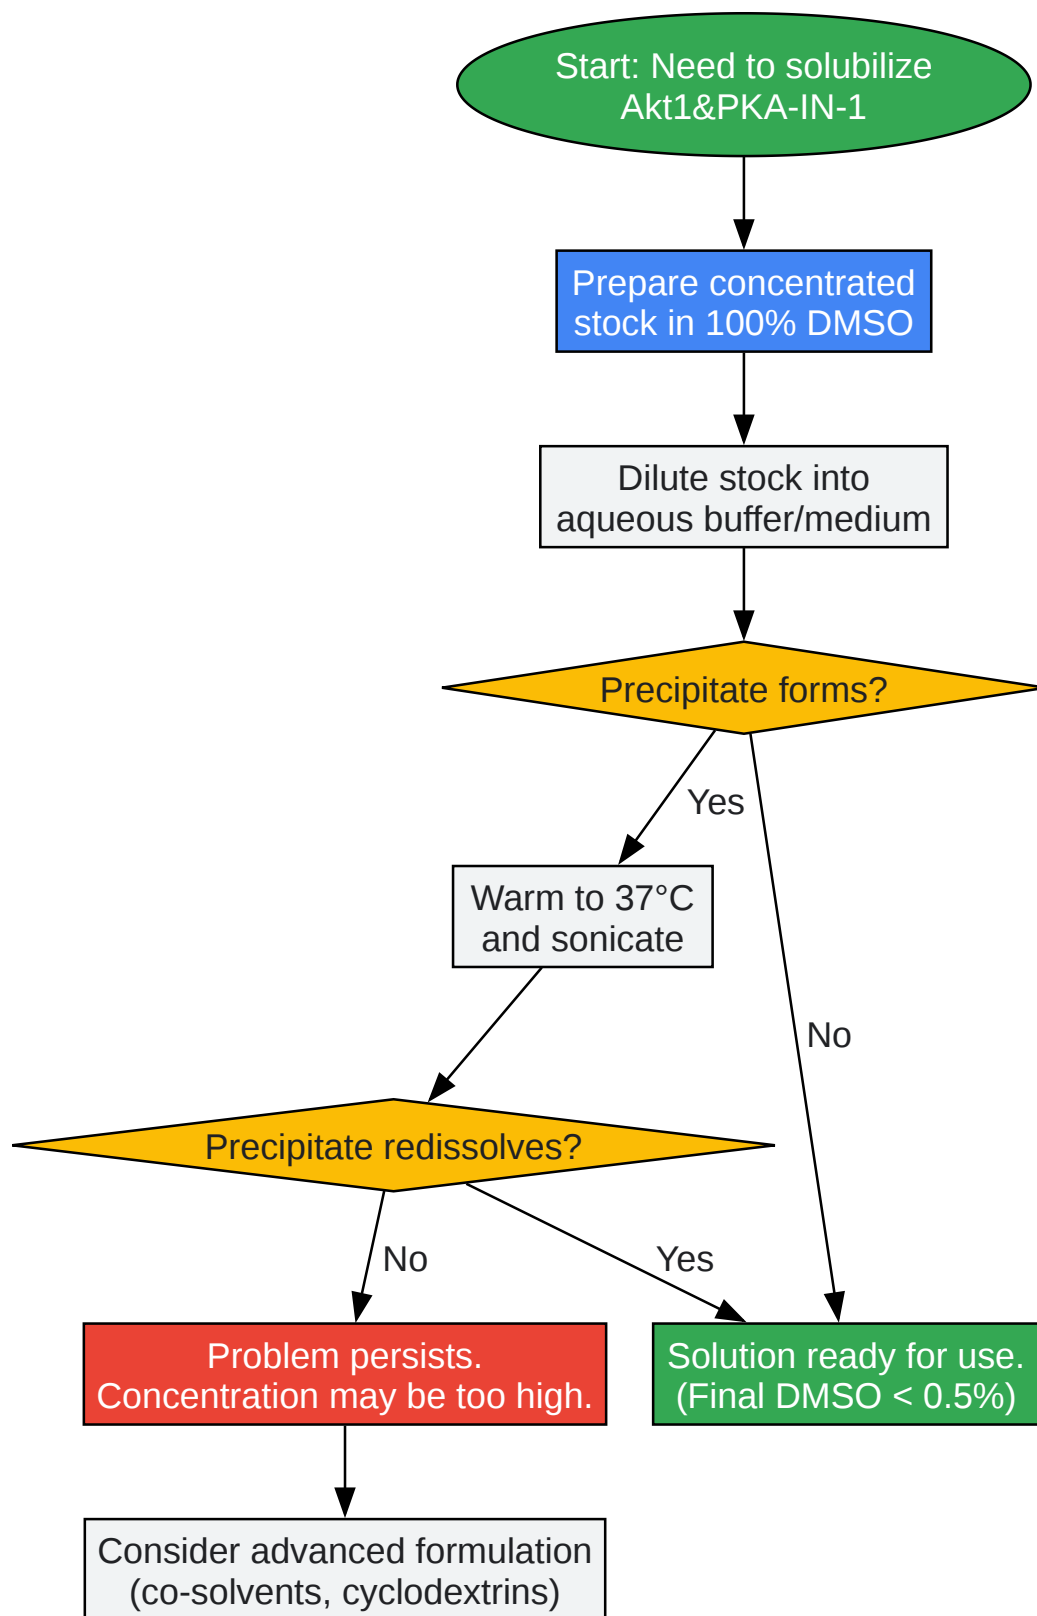 Start: Need to solubilize
Akt1&PKA-IN-1
Prepare concentrated
stock in 100% DMSO
Dilute stock into
aqueous buffer/medium
Precipitate forms?
Yes
Warm to 37°C
and sonicate
No
Precipitate redissolves?
No
Yes
Problem persists.
Concentration may be too high.
Solution ready for use.
(Final DMSO < 0.5%)
Consider advanced formulation
(co-solvents, cyclodextrins)